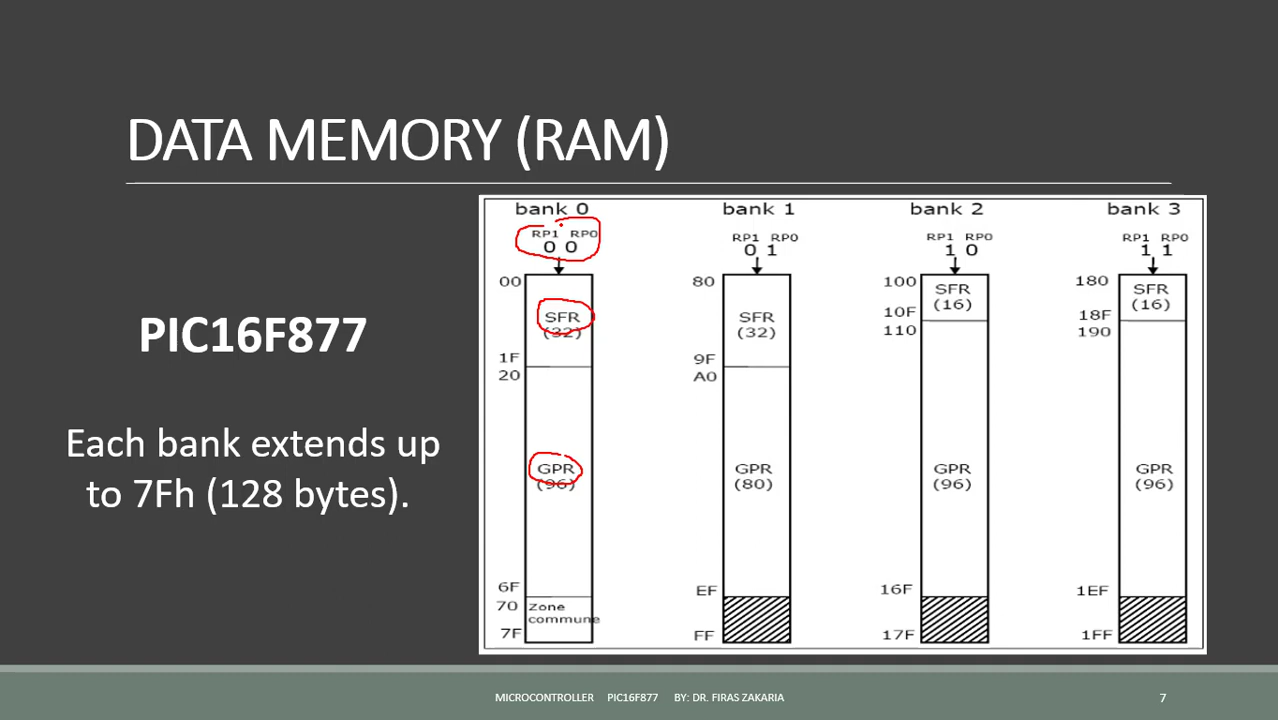 DATA MEMORY (RAM)
PIC16F877
Each bank extends up
to 7Fh (128 bytes).
bank 0
RP1 RP0
0 0
00
SFR
(32)
1F
20
GPR
(96)
6F
70
Zone
commune
7F
bank 1
RP1 RP0
0 1
80
SFR
(32)
9F
A0
GPR
(80)
EF
FF
bank 2
RP1 RP0
1 0
100
SFR
(16)
10F
110
GPR
(96)
16F
17F
bank 3
RP1 RP0
1 1
180
SFR
(16)
18F
190
GPR
(96)
1EF
1FF
MICROCONTROLLER PIC16F877 BY: DR. FIRAS ZAKARIA
7